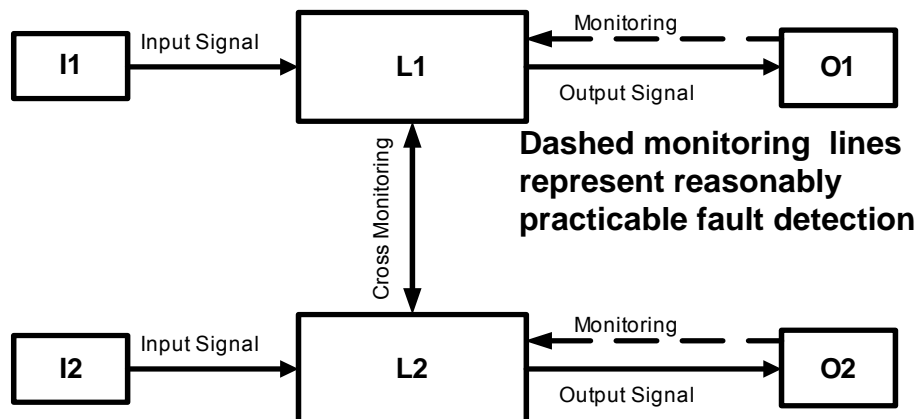 Monitoring
Input Signal
I1
L1
O1
Output Signal
Dashed monitoring lines
represent reasonably
practicable fault detection
Cross Monitoring
Monitoring
Input Signal
I2
L2
O2
Output Signal